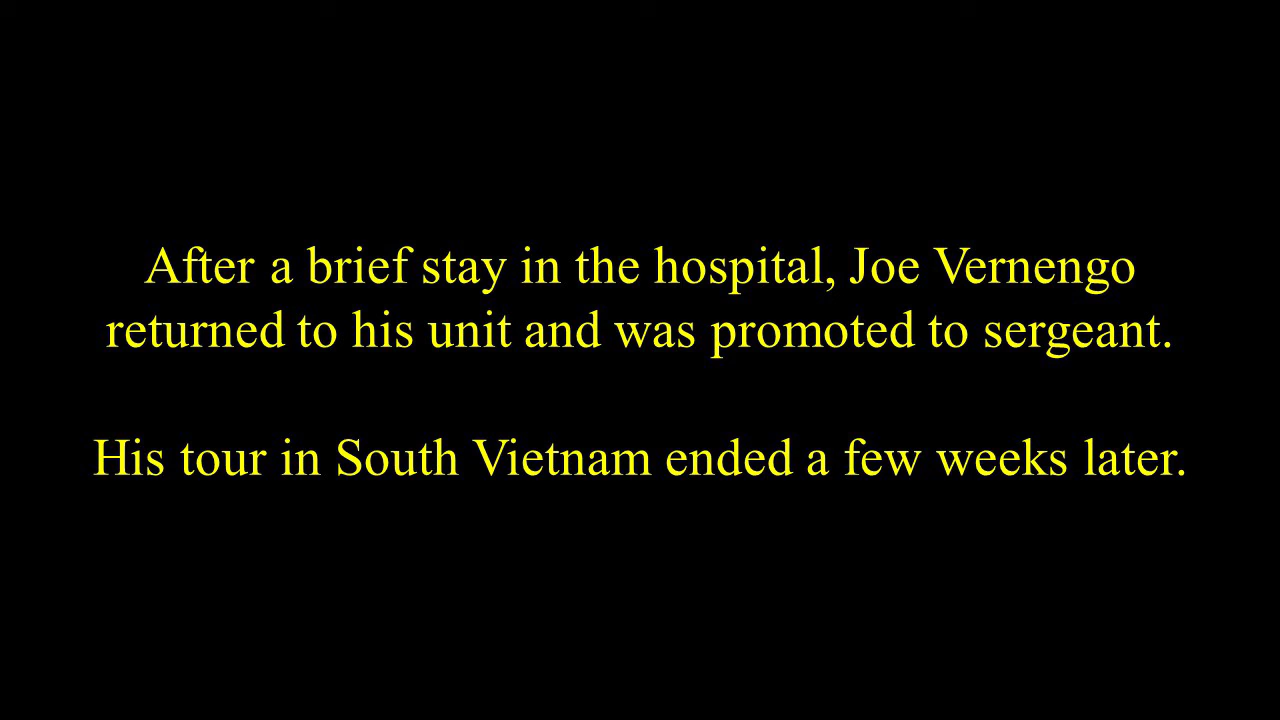 After a brief stay in the hospital, Joe Vernengo
returned to his unit and was promoted to sergeant.
His tour in South Vietnam ended a few weeks later.